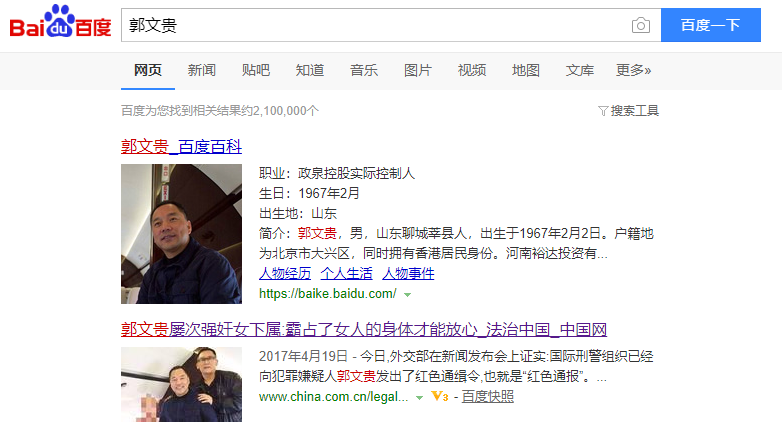 Bai du 百度 郭文贵 百度一下
网页 新闻 贴吧 知道 音乐 图片 视频 地图 文库 更多»
百度为您找到相关结果约2,100,000个 搜索工具
郭文贵_百度百科
职业：政泉控股实际控制人
生日：1967年2月
出生地：山东
简介：郭文贵，男，山东聊城莘县人，出生于1967年2月2日。户籍地
为北京市大兴区，同时拥有香港居民身份。河南裕达投资有...
人物经历 个人生活 人物事件
https://baike.baidu.com/
郭文贵屡次强奸女下属:霸占了女人的身体才能放心_法治中国_中国网
2017年4月19日 - 今日,外交部在新闻发布会上证实:国际刑警组织已经
向犯罪嫌疑人郭文贵发出了红色通缉令,也就是“红色通报”。...
www.china.com.cn/legal... V3 - 百度快照